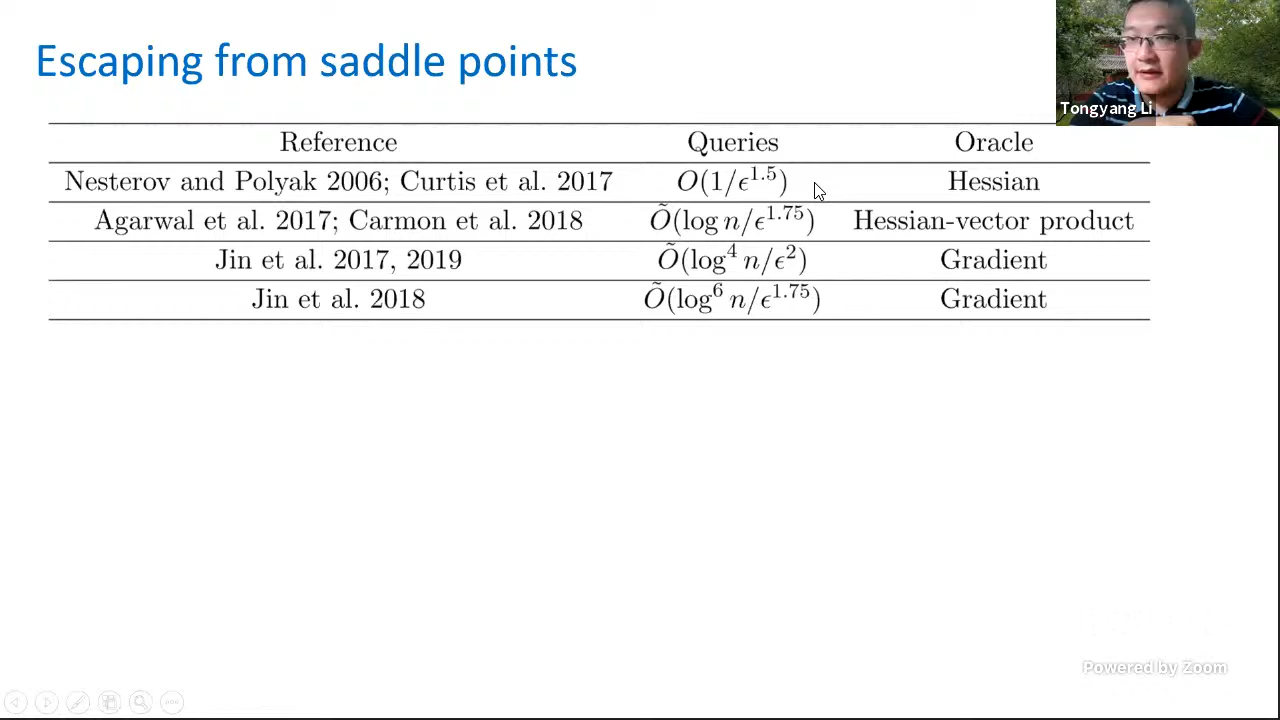 Escaping from saddle points
Tongyang Li
Reference Queries Oracle
Nesterov and Polyak 2006; Curtis et al. 2017 O(1/ϵ^1.5) Hessian
Agarwal et al. 2017; Carmon et al. 2018 Õ(log n/ϵ^1.75) Hessian-vector product
Jin et al. 2017, 2019 Õ(log^4 n/ϵ^2) Gradient
Jin et al. 2018 Õ(log^6 n/ϵ^1.75) Gradient
Powered by Zoom